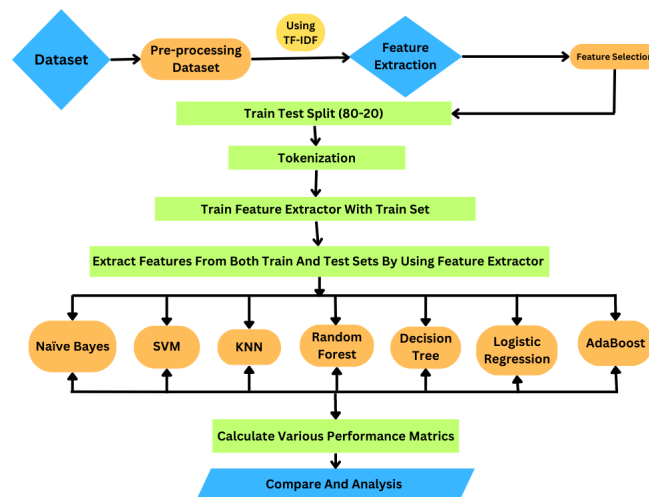 Dataset
Pre-processing
Dataset
Using
TF-IDF
Feature
Extraction
Feature Selection
Train Test Split (80-20)
Tokenization
Train Feature Extractor With Train Set
Extract Features From Both Train And Test Sets By Using Feature Extractor
Naïve Bayes
SVM
KNN
Random
Forest
Decision
Tree
Logistic
Regression
AdaBoost
Calculate Various Performance Matrics
Compare And Analysis